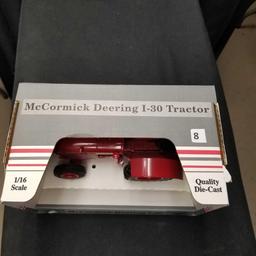 McCormick Deering I-30 Tractor
8
1/16
Scale
Quality
Die-Cast